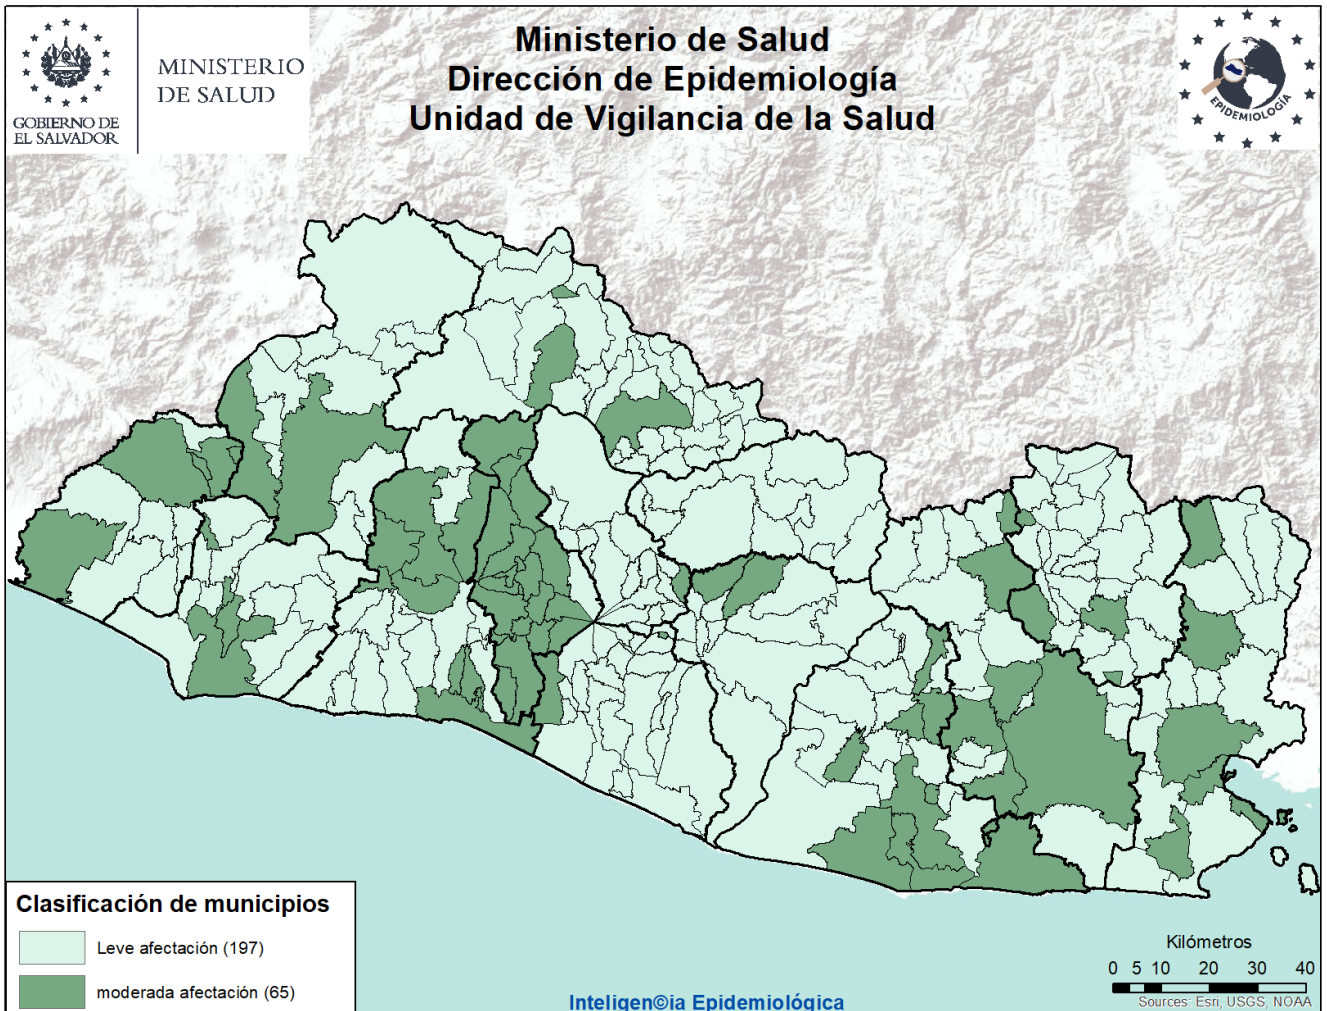 GOBIERNO DE
EL SALVADOR
MINISTERIO
DE SALUD
Ministerio de Salud
Dirección de Epidemiología
Unidad de Vigilancia de la Salud
EPIDEMIOLOGÍA
Clasificación de municipios
Leve afectación (197)
moderada afectación (65)
Inteligen©ia Epidemiológica
Kilómetros
0 5 10 20 30 40
Sources: Esri, USGS, NOAA